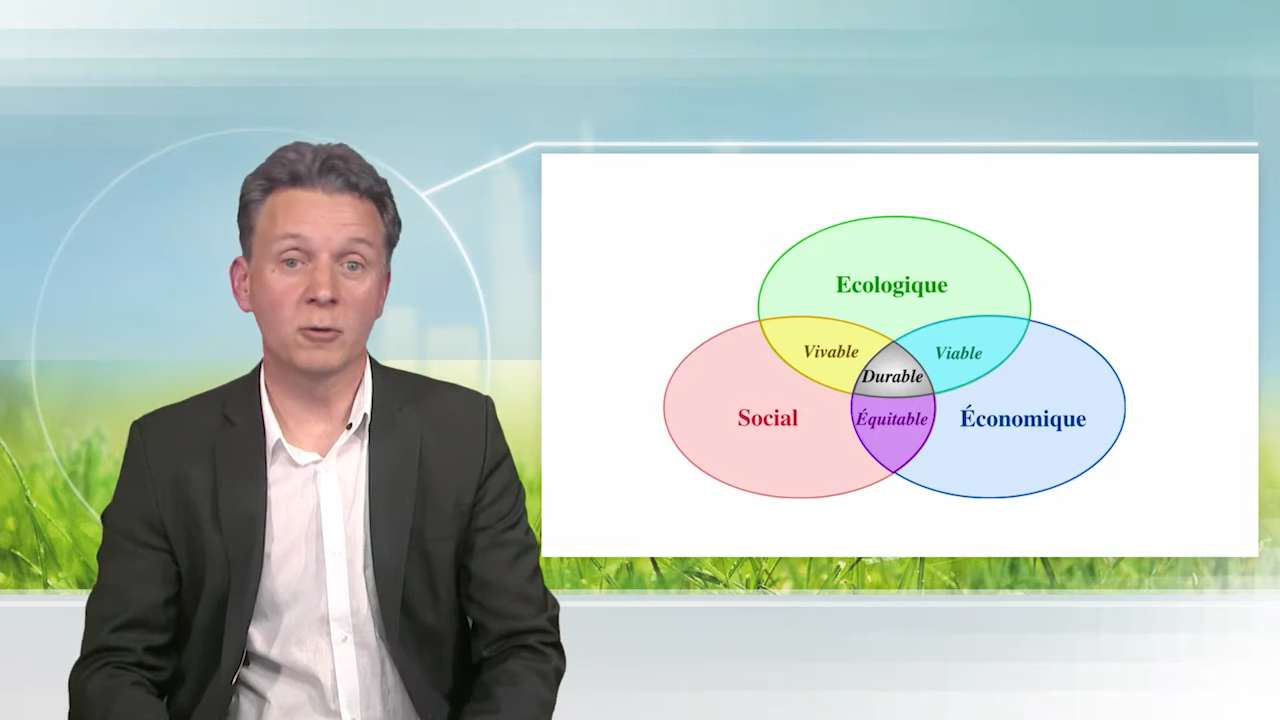 Ecologique
Vivable
Viable
Durable
Social
Équitable
Économique